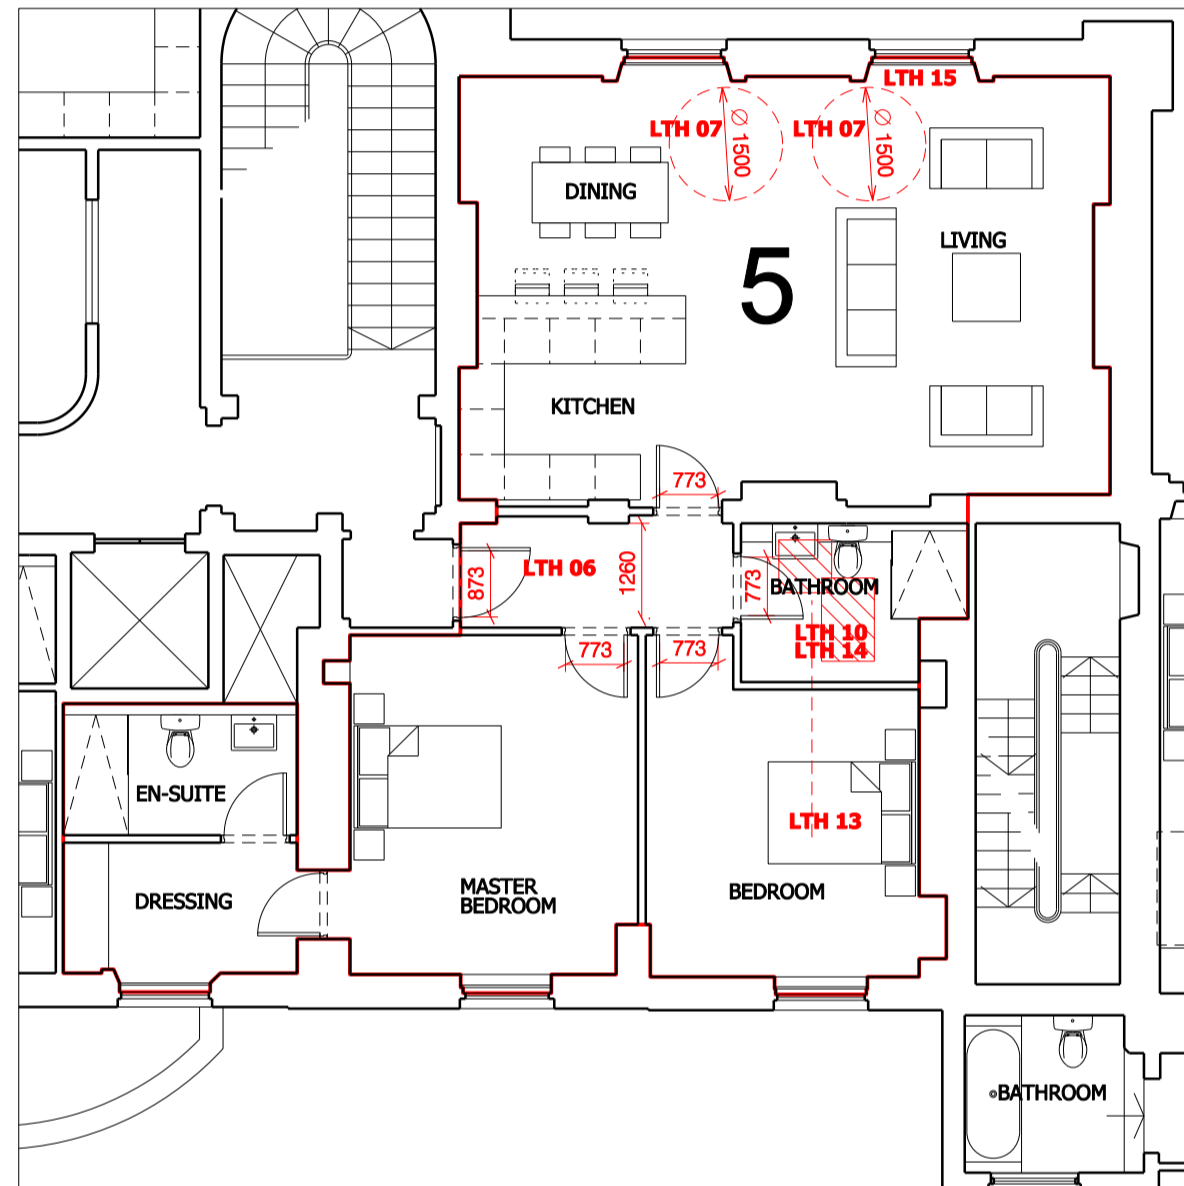 LTH 15
LTH 07
Ø 1500
LTH 07
Ø 1500
DINING
LIVING
5
KITCHEN
773
LTH 06
873
1260
773
BATHROOM
LTH 10
LTH 14
773
773
EN-SUITE
LTH 13
MASTER
BEDROOM
BEDROOM
DRESSING
BATHROOM